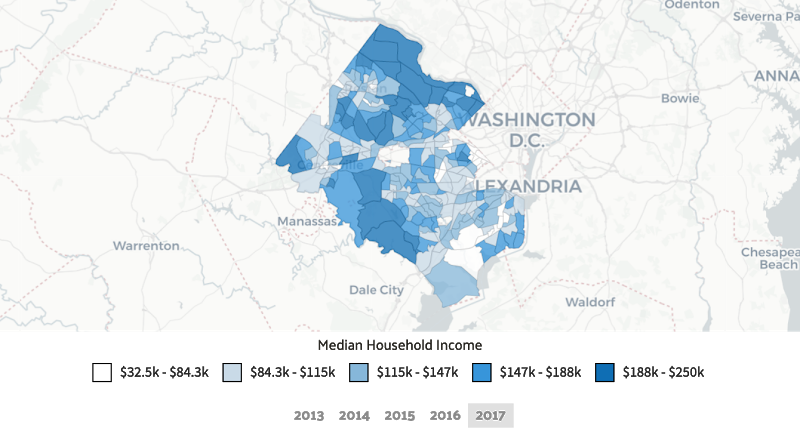 Odenton
Severna Pa
ANNA
Bowie
WASHINGTON
D.C.
LEXANDRIA
Manassas
Warrenton
Chesapea
Beach
Dale City
Waldorf
Median Household Income
$32.5k - $84.3k
$84.3k - $115k
$115k - $147k
$147k - $188k
$188k - $250k
2013
2014
2015
2016
2017